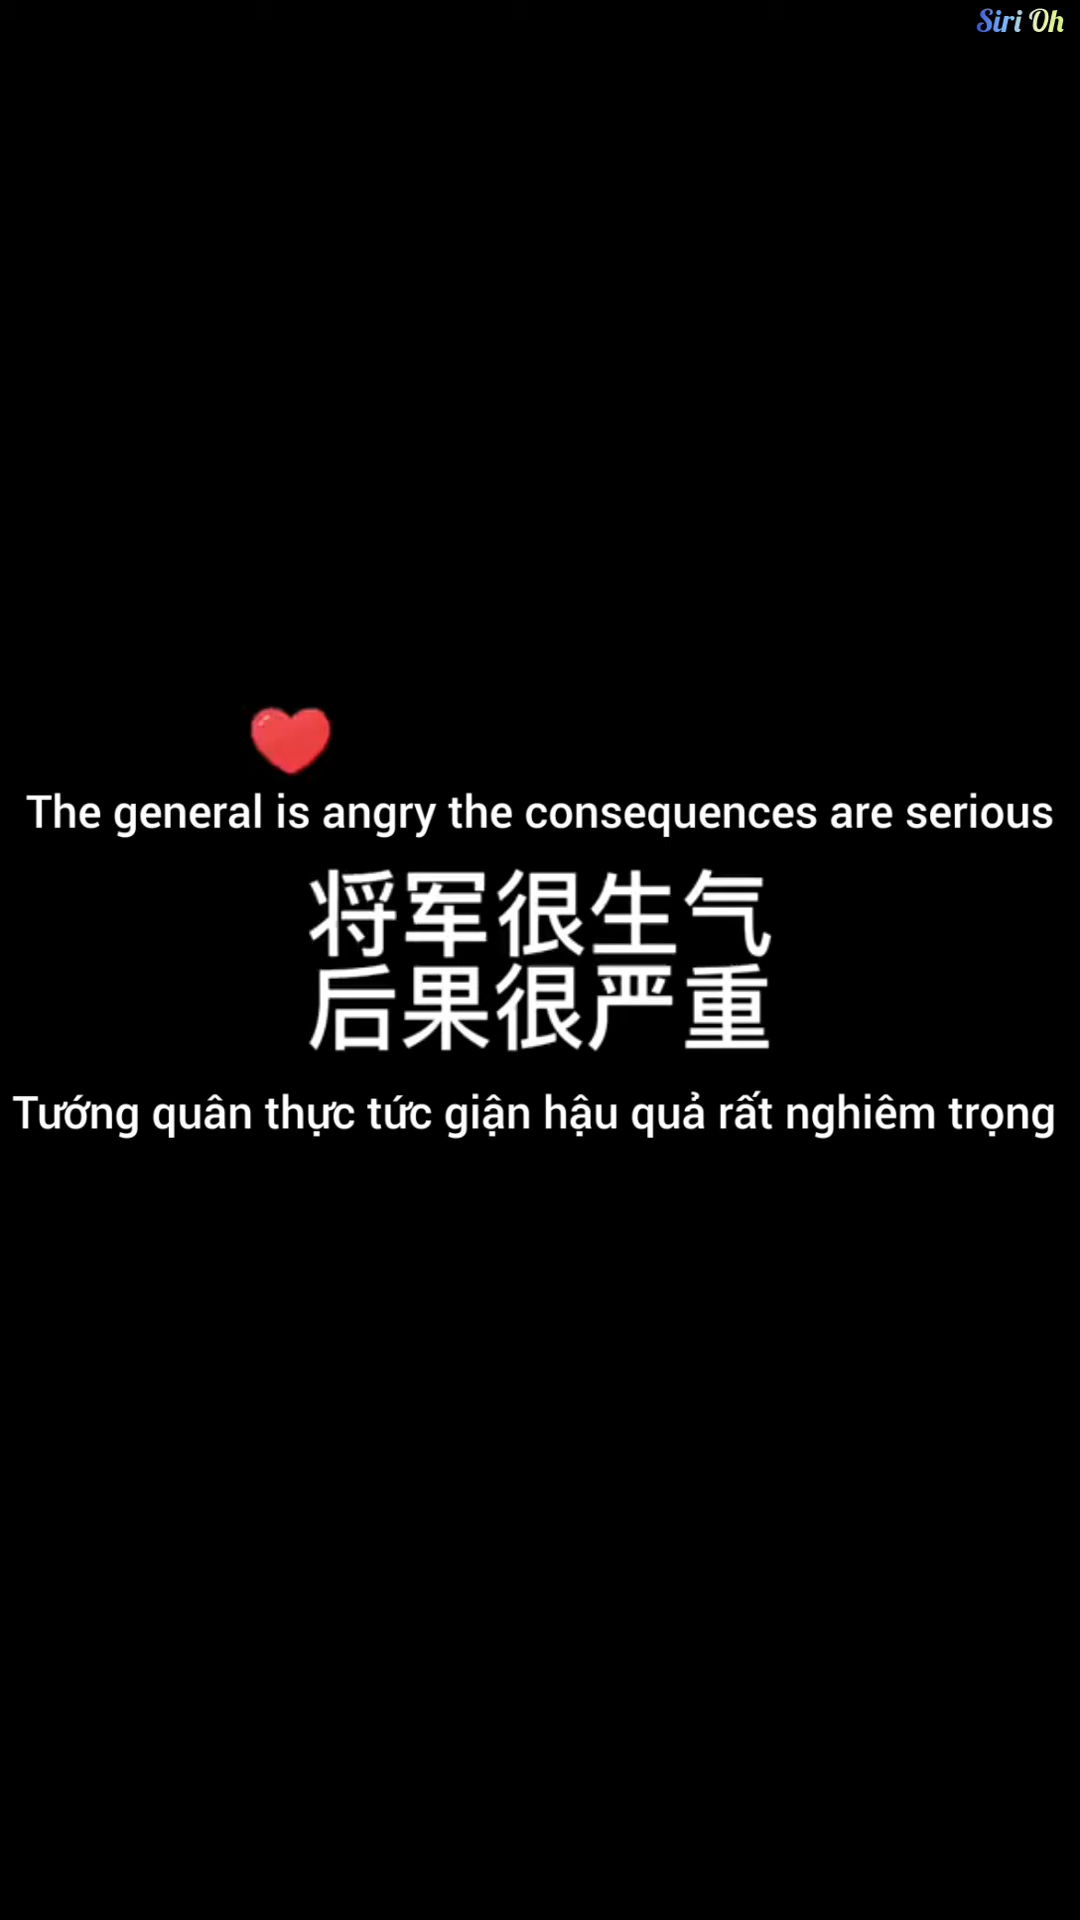 Siri Oh
The general is angry the consequences are serious
将军很生气
后果很严重
Tướng quân thực tức giận hậu quả rất nghiêm trọng